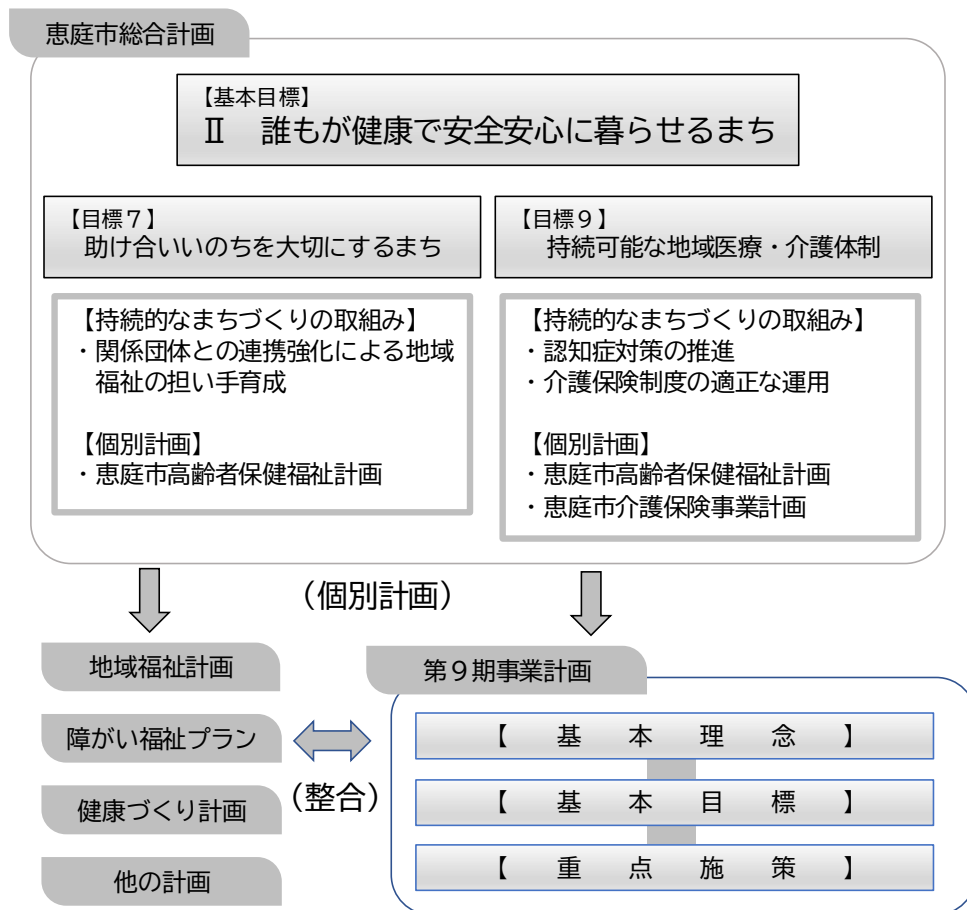 恵庭市総合計画
【基本目標】
Ⅱ 誰もが健康で安全安心に暮らせるまち
【目標７】
助け合いいのちを大切にするまち
【持続的なまちづくりの取組み】
・関係団体との連携強化による地域
福祉の担い手育成
【個別計画】
・恵庭市高齢者保健福祉計画
【目標９】
持続可能な地域医療・介護体制
【持続的なまちづくりの取組み】
・認知症対策の推進
・介護保険制度の適正な運用
【個別計画】
・恵庭市高齢者保健福祉計画
・恵庭市介護保険事業計画
（個別計画）
地域福祉計画
障がい福祉プラン
健康づくり計画
他の計画
（整合）
第９期事業計画
【 基 本 理 念 】
【 基 本 目 標 】
【 重 点 施 策 】